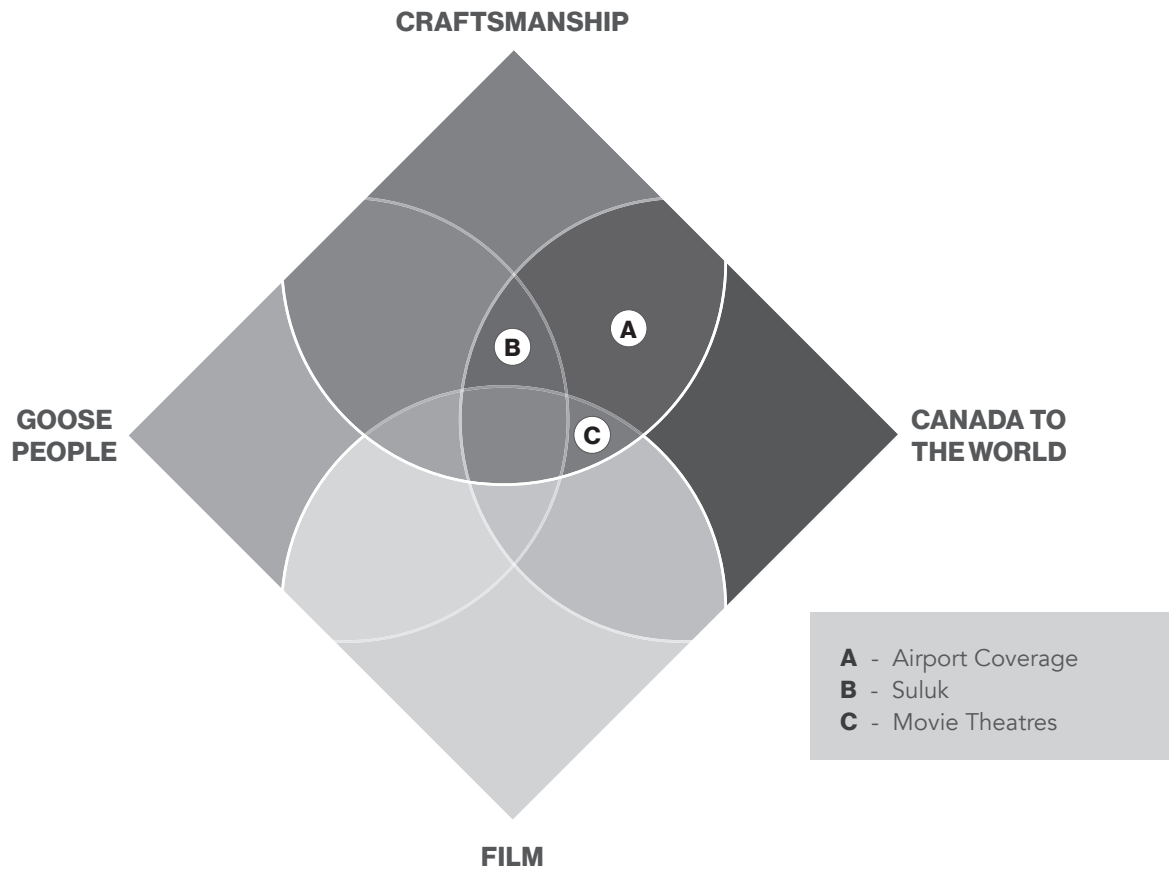 CRAFTSMANSHIP
A
B
GOOSE
PEOPLE
C
CANADA TO
THE WORLD
A - Airport Coverage
B - Suluk
C - Movie Theatres
FILM